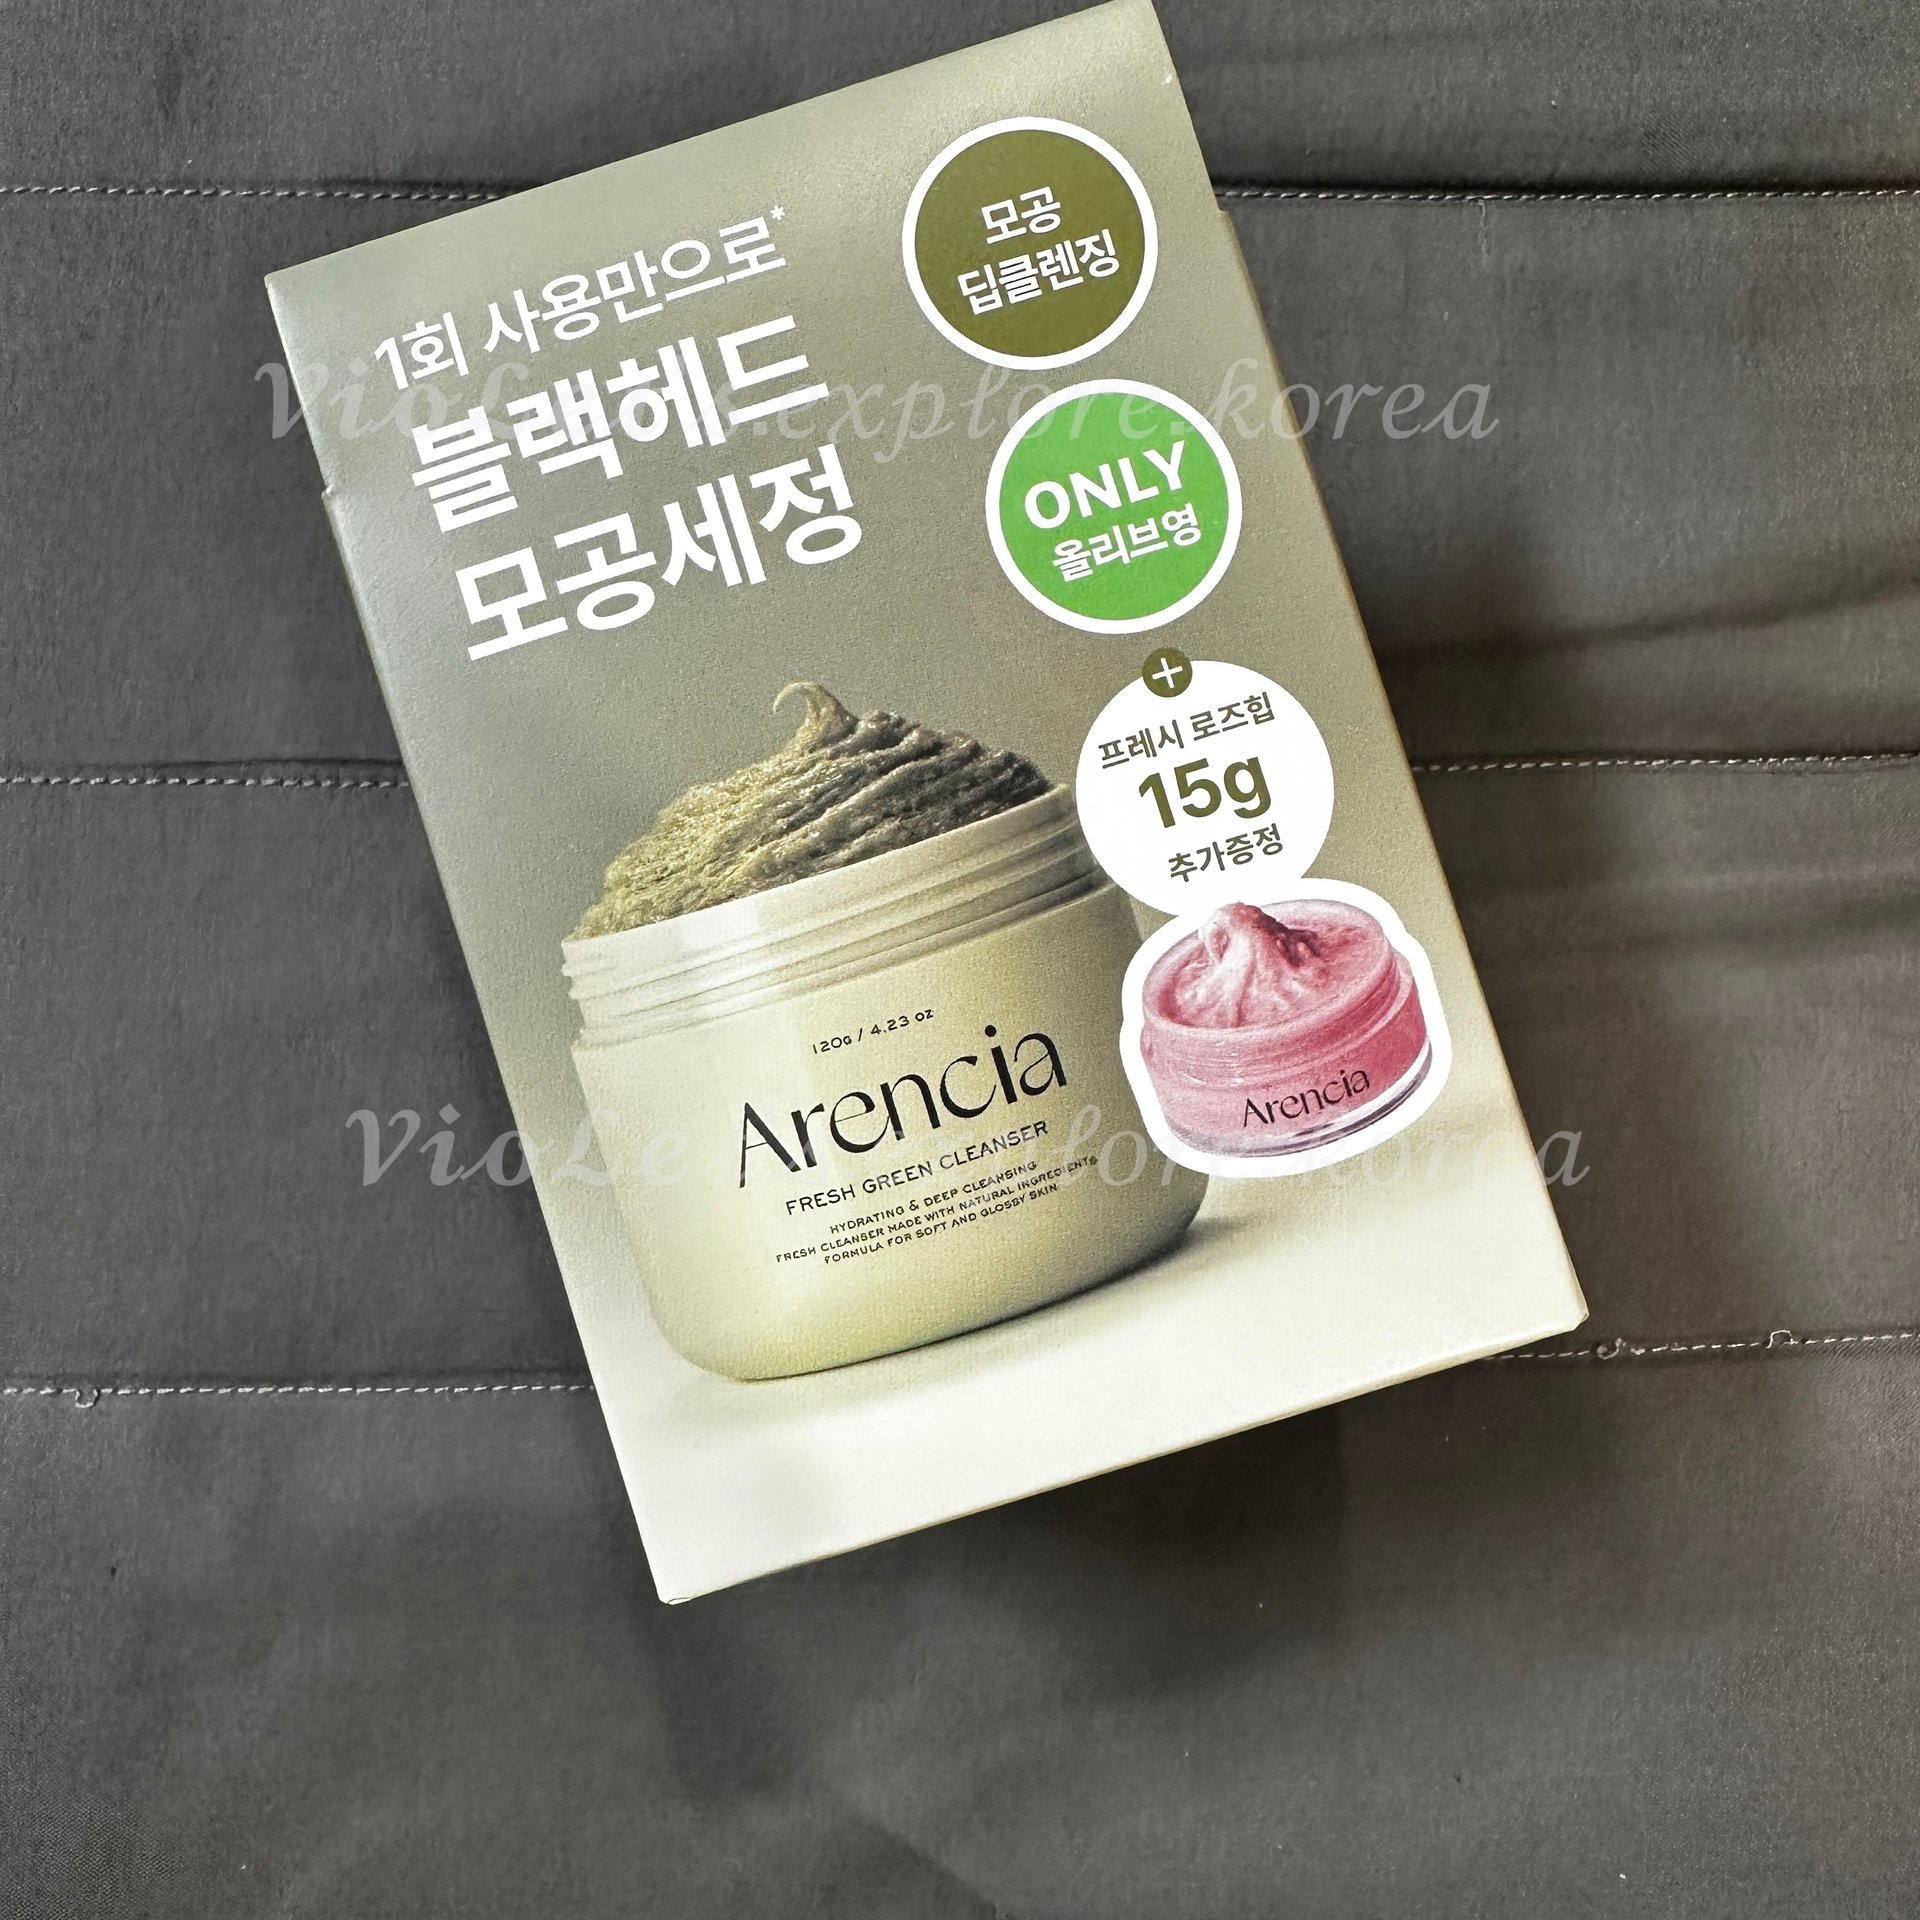 1회 사용만으로*
블랙헤드
모공세정
모공
딥클렌징
ONLY
올리브영
+
프레시 로즈힙
15g
추가증정
Arencia
120g / 4.23 oz
Arencia
FRESH GREEN CLEANSER
HYDRATING & DEEP CLEANSING
FRESH CLEANSER MADE WITH NATURAL INGREDIENTS
FORMULA FOR SOFT AND GLOSSY SKIN
.explore.korea
korea